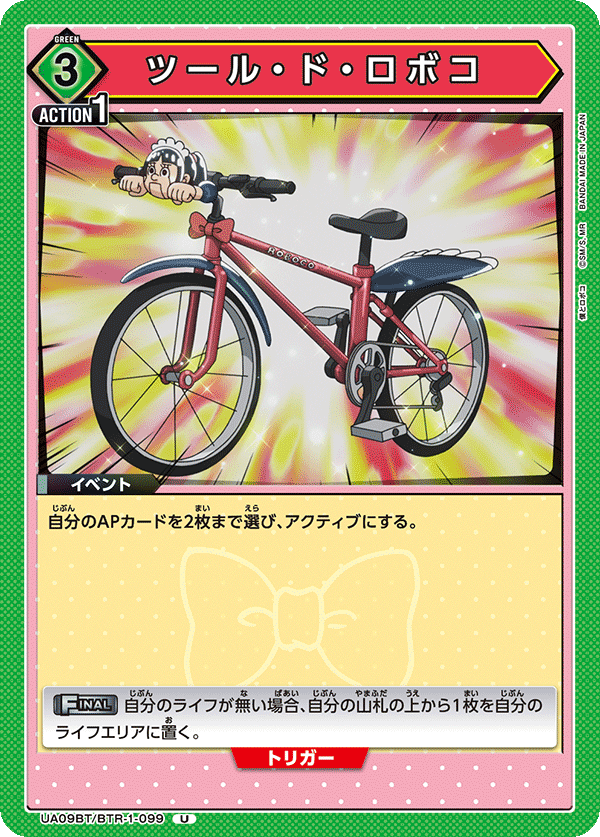 GREEN
3
ツール・ド・ロボコ
ACTION 1
ROBOCO
BANDAI MADE IN JAPAN
©SM/S, MR
僕とロボコ
イベント
自分のAPカードを2枚まで選び、アクティブにする。
FINAL 自分のライフが無い場合、自分の山札の上から1枚を自分の
ライフエリアに置く。
トリガー
UA09BT/BTR-1-099 U